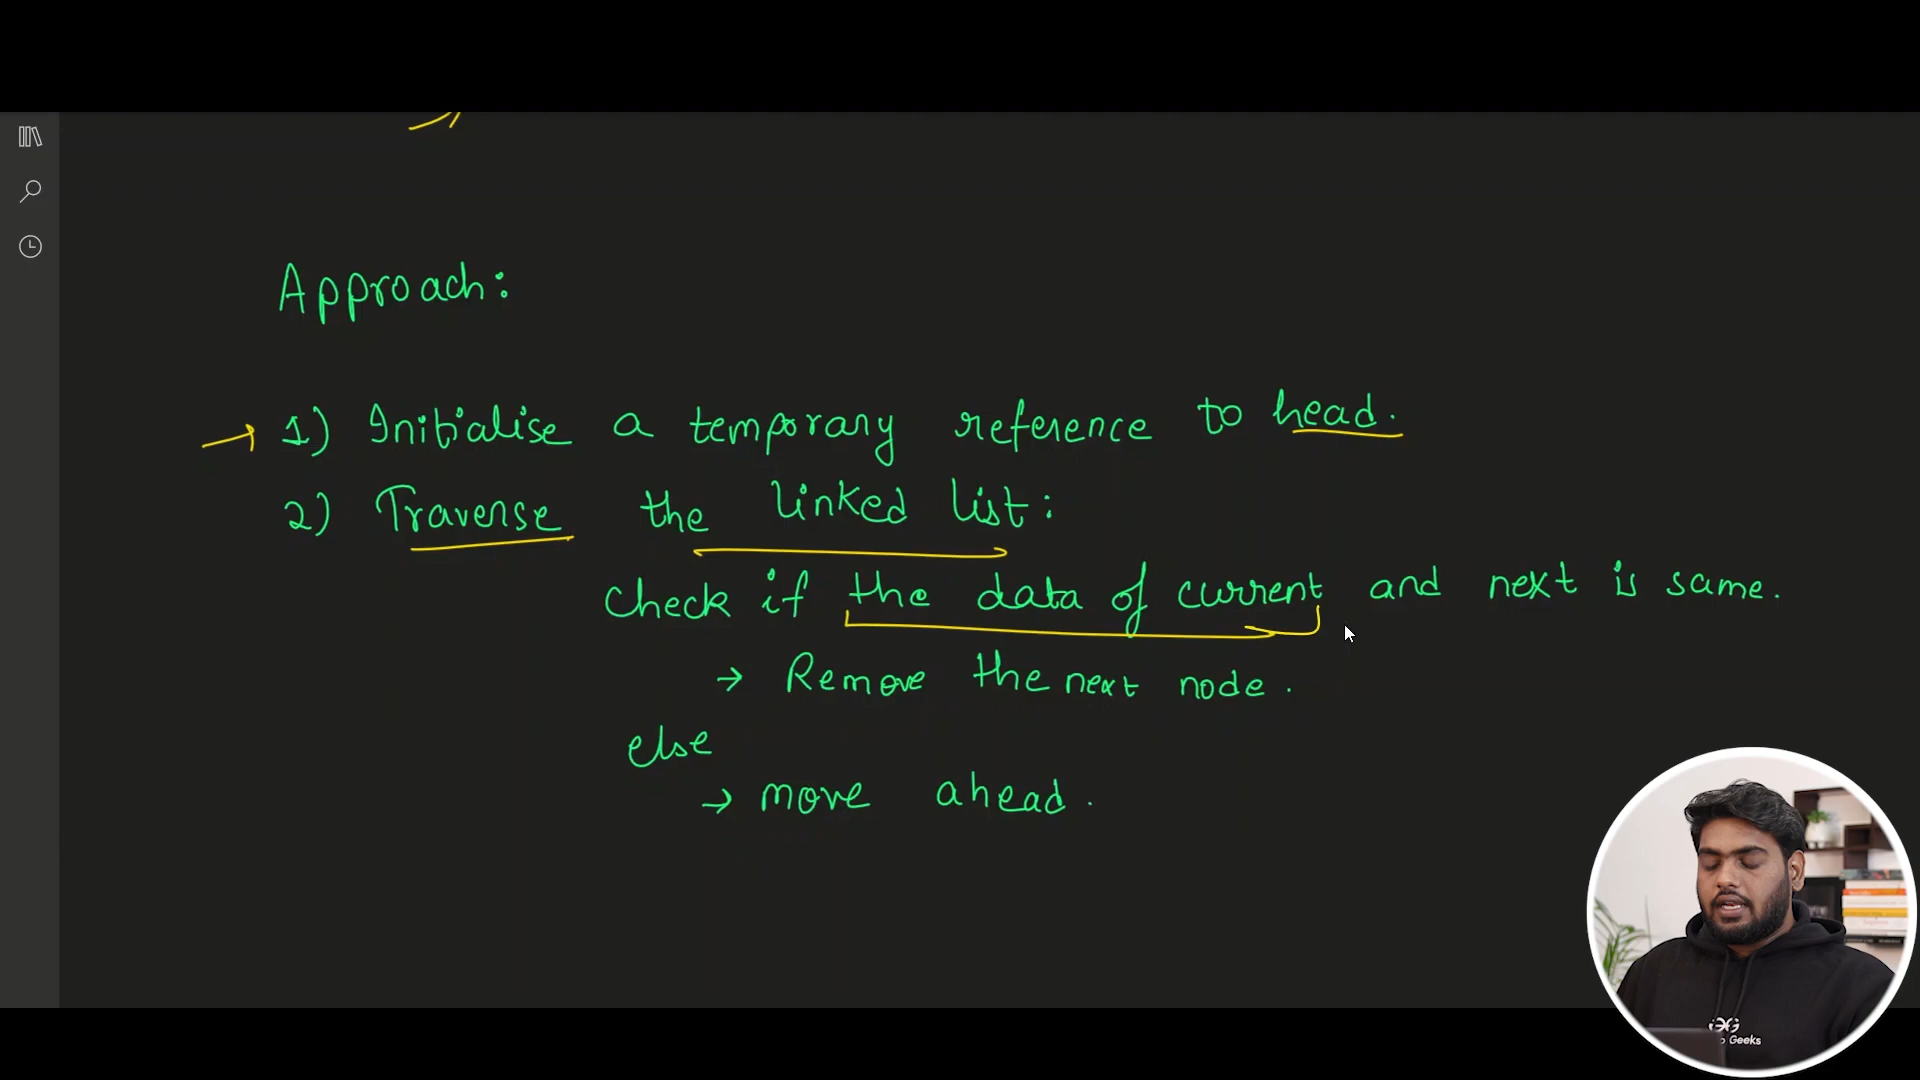 Approach:
1) Initialise a temporary reference to head.
2) Traverse the linked list:
check if the data of current and next is same.
→ Remove the next node.
else
→ move ahead.
Geeks